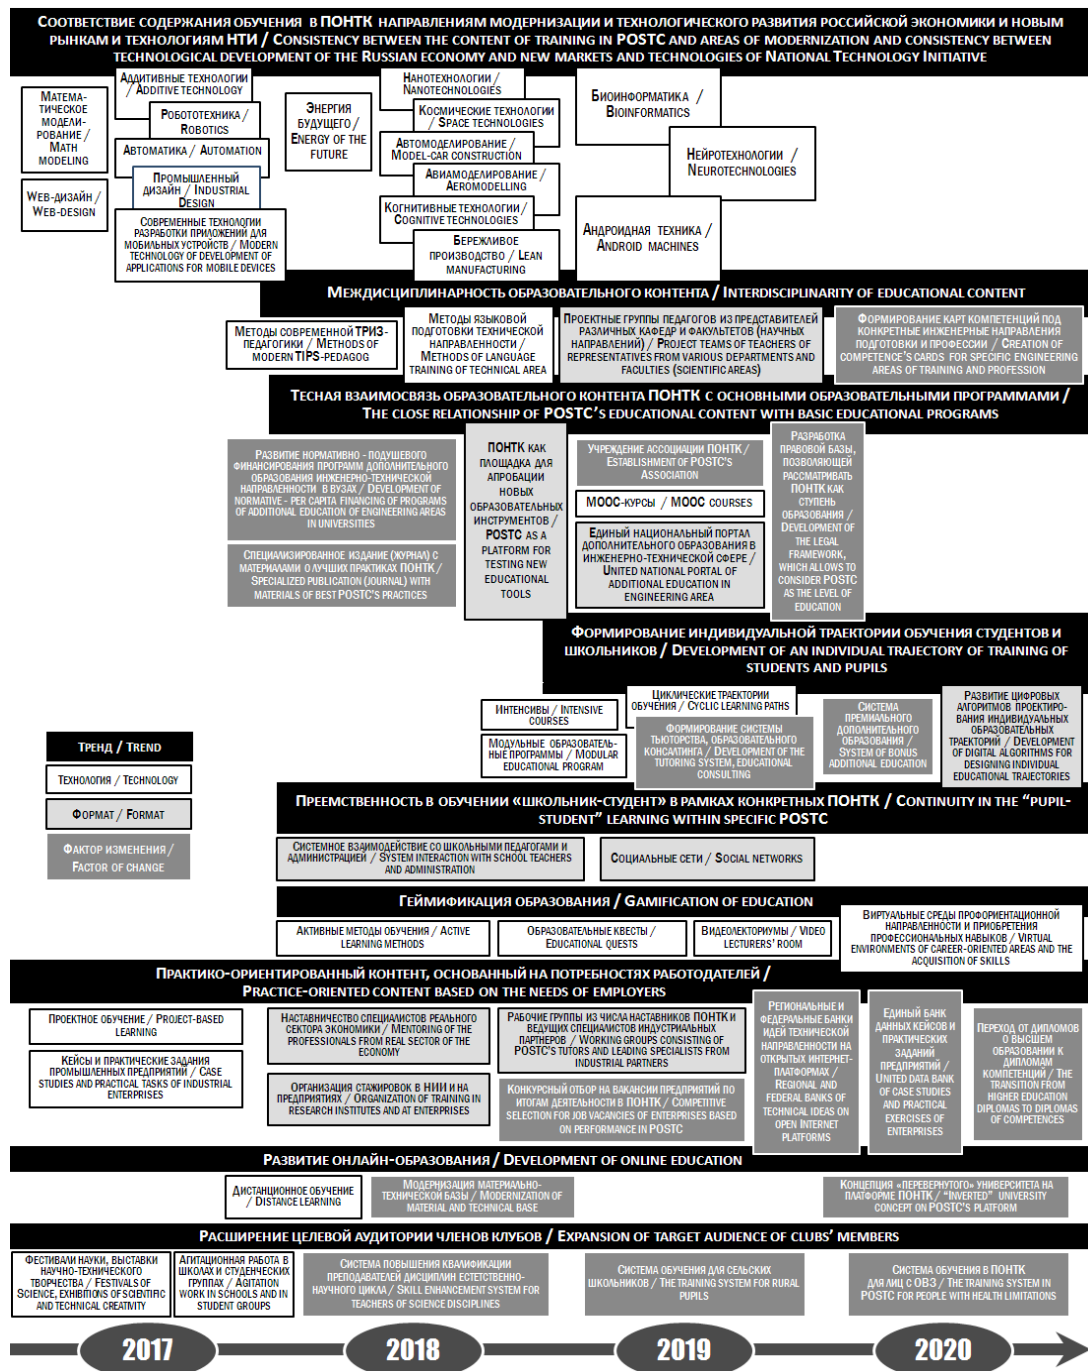 Соответствие содержания обучения в ПОНТК направлениям модернизации и технологического развития российской экономики и новым
рынкам и технологиям НТИ / Consistency between the content of training in POSTC and areas of modernization and consistency between
technological development of the Russian economy and new markets and technologies of National Technology Initiative
Матема-
тическое
модели-
рование /
Math
modeling
Web-дизайн /
Web-design
Аддитивные технологии
/ Additive technology
Робототехника /
Robotics
Автоматика / Automation
Промышленный
дизайн / Industrial
Design
Современные технологии
разработки приложений для
мобильных устройств / Modern
technology of development of
applications for mobile devices
Энергия
будущего /
Energy of the
future
Нанотехнологии /
Nanotechnologies
Космические технологии
/ Space technologies
Автомоделирование /
Model-car construction
Авиамоделирование /
Aeromodelling
Когнитивные технологии /
Cognitive technologies
Бережливое
производство / Lean
manufacturing
Биоинформатика /
Bioinformatics
Нейротехнологии /
Neurotechnologies
Андроидная техника /
Android machines
Междисциплинарность образовательного контента / Interdisciplinarity of educational content
Методы современной ТРИЗ-
педагогики / Methods of
modern TIPS-pedagog
Методы языковой
подготовки технической
направленности /
Methods of language
training of technical area
Проектные группы педагогов из представителей
различных кафедр и факультетов (научных
направлений) / Project teams of teachers of
representatives from various departments and
faculties (scientific areas)
Формирование карт компетенций под
конкретные инженерные направления
подготовки и профессии / Creation of
competence's cards for specific engineering
areas of training and profession
Тесная взаимосвязь образовательного контента ПОНТК с основными образовательными программами /
The close relationship of POSTC's educational content with basic educational programs
Развитие нормативно - подушевого
финансирования программ дополнительного
образования инженерно-технической
направленности в вузах / Development of
normative - per capita financing of programs
of additional education of engineering areas
in universities
Специализированное издание (журнал) с
материалами о лучших практиках ПОНТК
/ Specialized publication (journal) with
materials of best POSTC's practices
ПОНТК как
площадка для
апробации
новых
образовательных
инструментов /
POSTC as a
platform for
testing new
educational
tools
Учреждение ассоциации ПОНТК /
Establishment of POSTC's
Association
MOOC-курсы / MOOC courses
Единый национальный портал
дополнительного образования в
инженерно-технической сфере /
United national portal of
additional education in
engineering area
Разработка
правовой базы,
позволяющей
рассматривать
ПОНТК как
ступень
образования /
Development of
the legal
framework,
which allows to
consider POSTC
as the level of
education
Формирование индивидуальной траектории обучения студентов и
школьников / Development of an individual trajectory of training of
students and pupils
Интенсивы / Intensive
courses
Модульные образователь-
ные программы / Modular
educational program
Циклические траектории
обучения / Cyclic learning paths
Формирование системы
тьюторства, образовательного
консалтинга / Development of the
tutoring system, educational
consulting
Система
премиального
дополнительного
образования /
System of bonus
additional education
Развитие цифровых
алгоритмов проектиро-
вания индивидуальных
образовательных
траекторий / Development
of digital algorithms for
designing individual
educational trajectories
Тренд / Trend
Технология / Technology
Формат / Format
Фактор изменения /
Factor of change
Преемственность в обучении «школьник-студент» в рамках конкретных ПОНТК / Continuity in the "pupil-
student" learning within specific POSTC
Системное взаимодействие со школьными педагогами и
администрацией / System interaction with school teachers
and administration
Социальные сети / Social networks
Геймификация образования / Gamification of education
Активные методы обучения / Active
learning methods
Образовательные квесты /
Educational quests
Видеолекториумы / Video
lecturers' room
Виртуальные среды профориентационной
направленности и приобретения
профессиональных навыков / Virtual
environments of career-oriented areas and the
acquisition of skills
Практико-ориентированный контент, основанный на потребностях работодателей /
Practice-oriented content based on the needs of employers
Проектное обучение / Project-based
learning
Кейсы и практические задания
промышленных предприятий / Case
studies and practical tasks of industrial
enterprises
Наставничество специалистов реального
сектора экономики / Mentoring of the
professionals from real sector of the
economy
Организация стажировок в НИИ и на
предприятиях / Organization of training in
research institutes and at enterprises
Рабочие группы из числа наставников ПОНТК и
ведущих специалистов индустриальных
партнеров / Working groups consisting of
POSTC's tutors and leading specialists from
industrial partners
Конкурсный отбор на вакансии предприятий по
итогам деятельности в ПОНТК / Competitive
selection for job vacancies of enterprises based
on performance in POSTC
Региональные и
федеральные банки
идей технической
направленности на
открытых интернет-
платформах /
Regional and
federal banks of
technical ideas on
open Internet
platforms
Единый банк
данных кейсов и
практических
заданий
предприятий /
United data bank
of case studies
and practical
exercises of
enterprises
Переход от дипломов
о высшем
образовании к
дипломам
компетенций / The
transition from
higher education
diplomas to diplomas
of competences
Развитие онлайн-образования / Development of online education
Дистанционное обучение
/ Distance learning
Модернизация материально-
технической базы / Modernization of
material and technical base
Концепция «перевернутого» университета на
платформе ПОНТК / "Inverted" university
concept on POSTC's platform
Расширение целевой аудитории членов клубов / Expansion of target audience of clubs' members
Фестивали науки, выставки
научно-технического
творчества / Festivals of
Science, exhibitions of scientific
and technical creativity
Агитационная работа в
школах и студенческих
группах / Agitation
work in schools and in
student groups
Система повышения квалификации
преподавателей дисциплин естественно-
научного цикла / Skill enhancement system for
teachers of science disciplines
Система обучения для сельских
школьников / The training system for rural
pupils
Система обучения в ПОНТК
для лиц с ОВЗ / The training system in
POSTC for people with health limitations
2017
2018
2019
2020